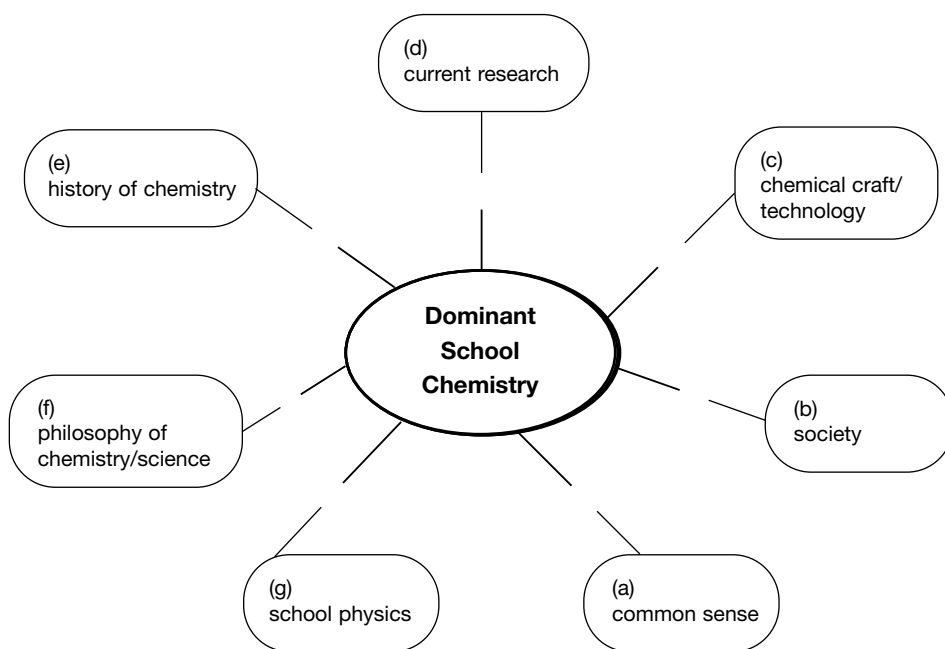 (d)
current research
(e)
history of chemistry
(c)
chemical craft/
technology
Dominant
School
Chemistry
(f)
philosophy of
chemistry/science
(b)
society
(g)
school physics
(a)
common sense